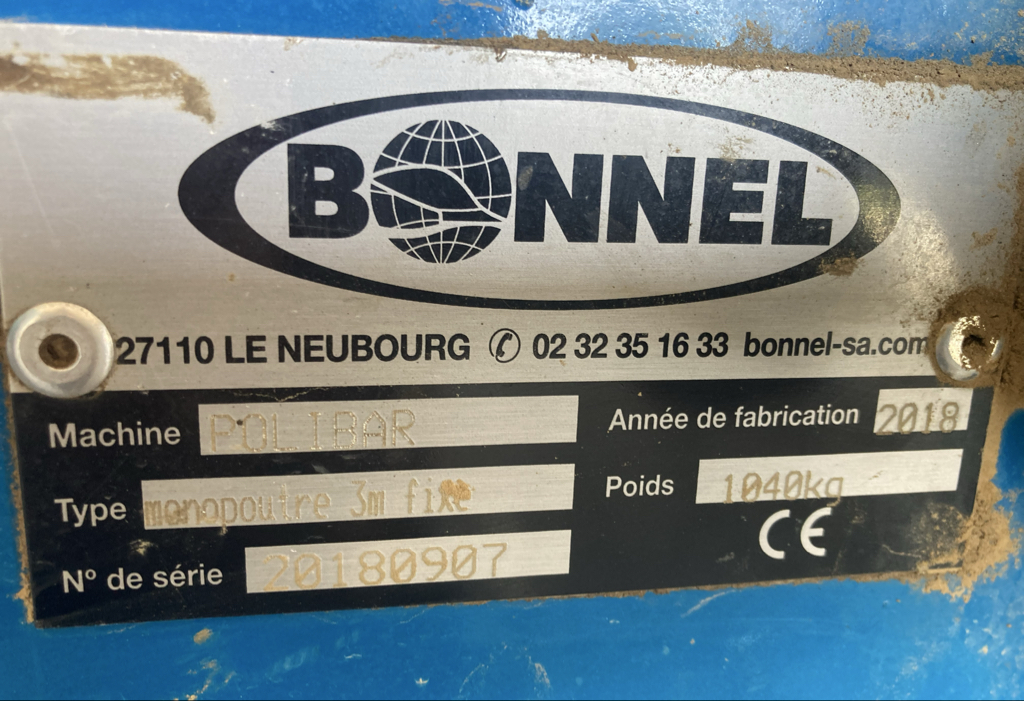 BONNEL
27110 LE NEUBOURG ✆ 02 32 35 16 33 bonnel-sa.com
Machine POLIBAR
Année de fabrication 2018
Type monopoutre 3m fixe
Poids 1040kg
CE
N° de série 20180907